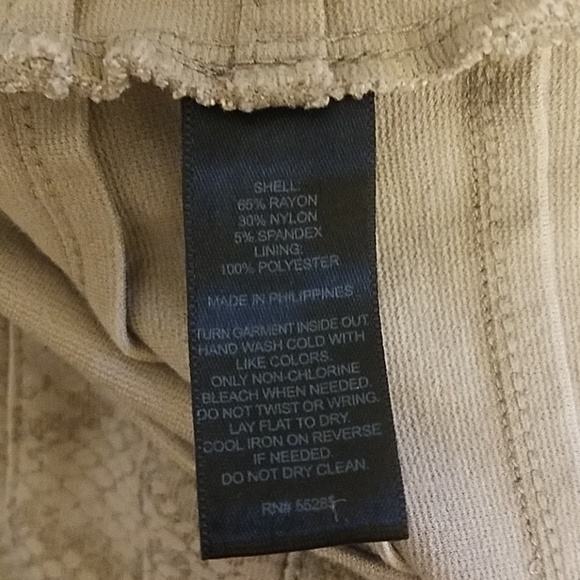 SHELL:
65% RAYON
30% NYLON
5% SPANDEX
LINING:
100% POLYESTER
MADE IN PHILIPPINES
TURN GARMENT INSIDE OUT.
HAND WASH COLD WITH
LIKE COLORS.
ONLY NON-CHLORINE
BLEACH WHEN NEEDED.
DO NOT TWIST OR WRING.
LAY FLAT TO DRY.
COOL IRON ON REVERSE
IF NEEDED.
DO NOT DRY CLEAN.
RN#